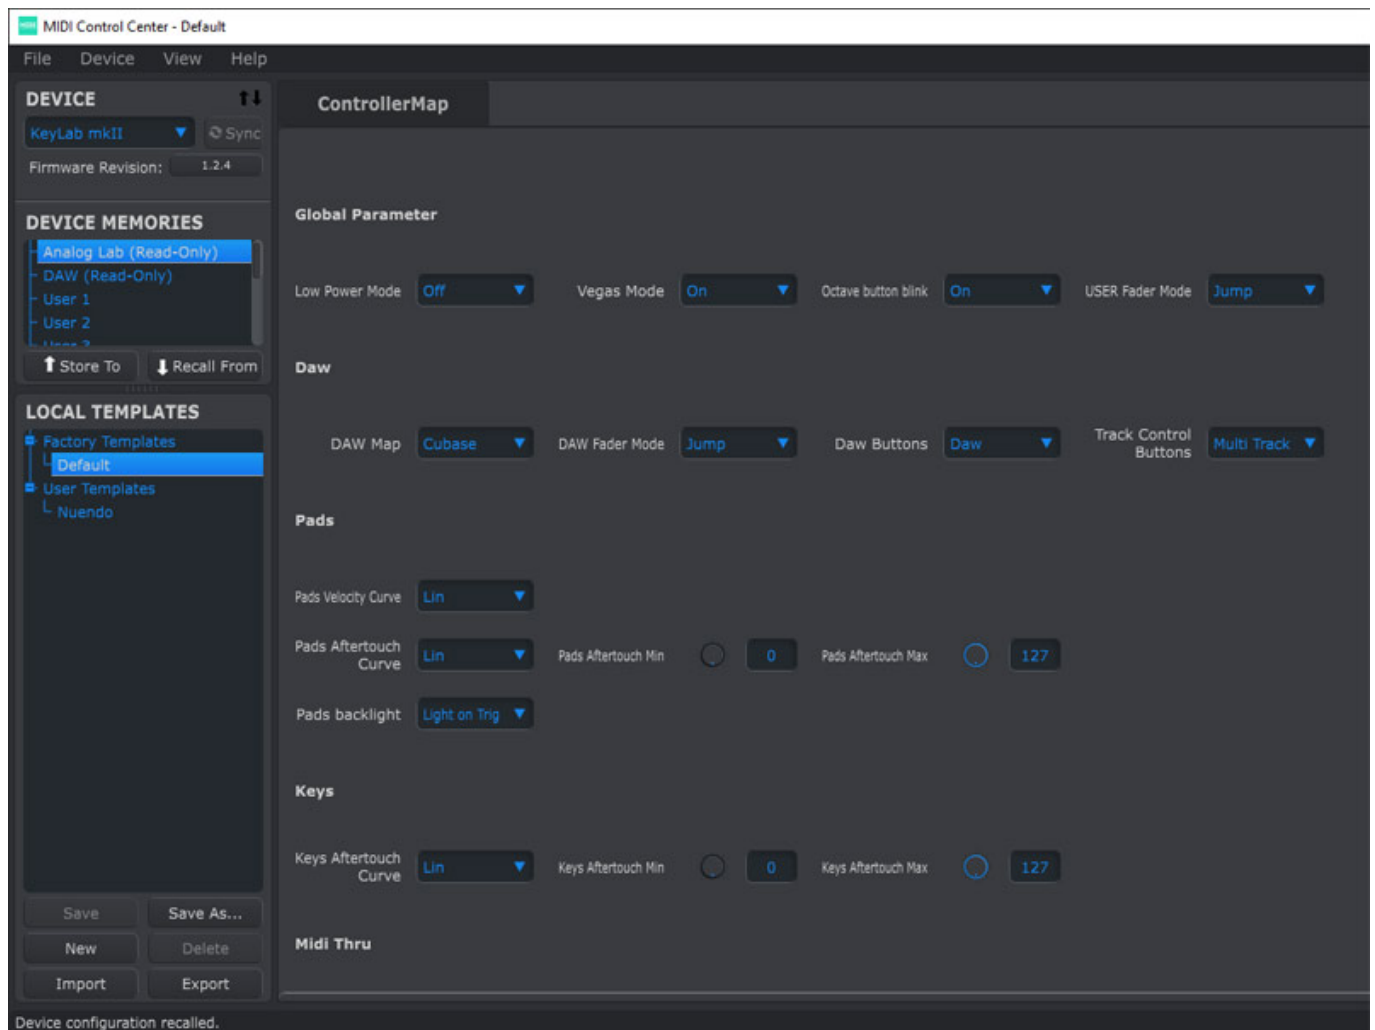 MIDI Control Center - Default
File Device View Help
DEVICE
KeyLab mkII Sync
Firmware Revision: 1.2.4
DEVICE MEMORIES
Analog Lab (Read-Only)
DAW (Read-Only)
User 1
User 2
User 3
Store To Recall From
LOCAL TEMPLATES
Factory Templates
Default
User Templates
Nuendo
Save Save As...
New Delete
Import Export
Device configuration recalled.
ControllerMap
Global Parameter
Low Power Mode Off Vegas Mode On Octave button blink On USER Fader Mode Jump
Daw
DAW Map Cubase DAW Fader Mode Jump Daw Buttons Daw Track Control Buttons Multi Track
Pads
Pads Velocity Curve Lin
Pads Aftertouch Curve Lin Pads Aftertouch Min 0 Pads Aftertouch Max 127
Pads backlight Light on Trig
Keys
Keys Aftertouch Curve Lin Keys Aftertouch Min 0 Keys Aftertouch Max 127
Midi Thru